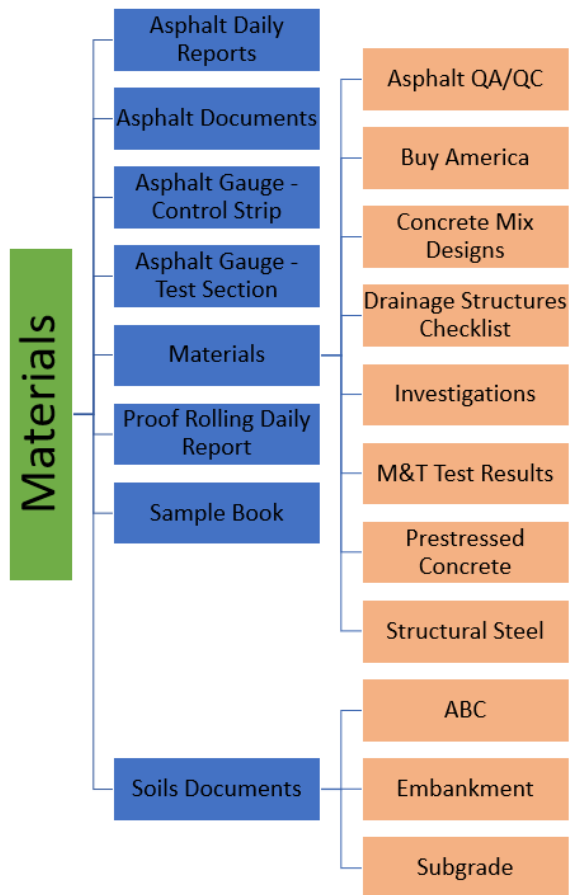 Materials
Asphalt Daily
Reports
Asphalt Documents
Asphalt Gauge -
Control Strip
Asphalt Gauge -
Test Section
Materials
Proof Rolling Daily
Report
Sample Book
Soils Documents
Asphalt QA/QC
Buy America
Concrete Mix
Designs
Drainage Structures
Checklist
Investigations
M&T Test Results
Prestressed
Concrete
Structural Steel
ABC
Embankment
Subgrade